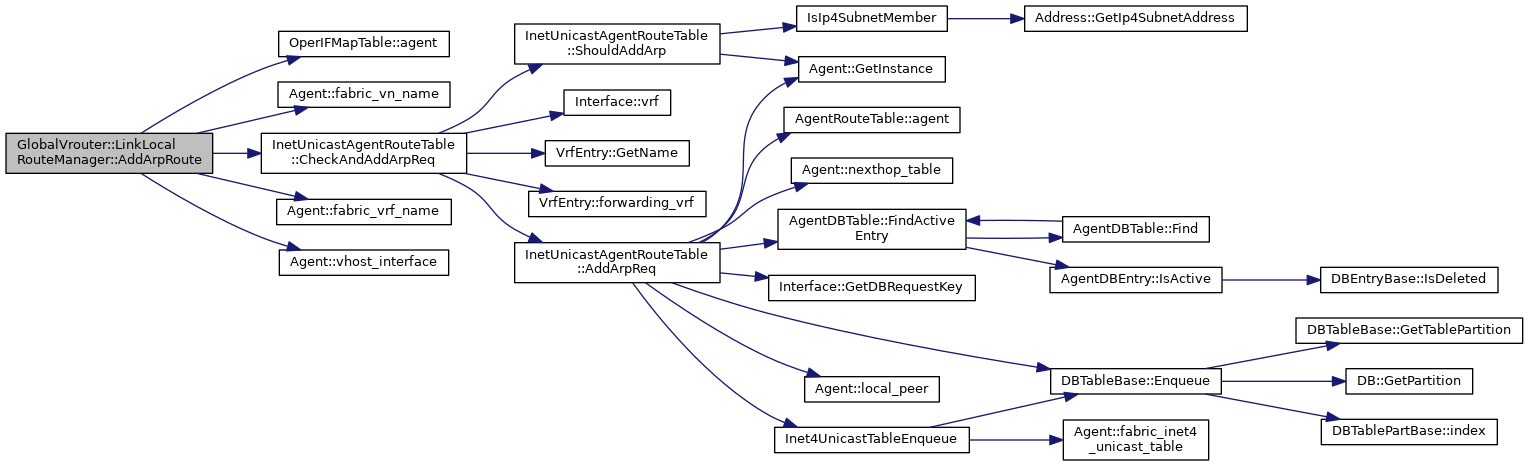 GlobalVrouter::LinkLocal
RouteManager::AddArpRoute
OperIFMapTable::agent
Agent::fabric_vn_name
InetUnicastAgentRouteTable
::CheckAndAddArpReq
Agent::fabric_vrf_name
Agent::vhost_interface
InetUnicastAgentRouteTable
::ShouldAddArp
Interface::vrf
VrfEntry::GetName
VrfEntry::forwarding_vrf
InetUnicastAgentRouteTable
::AddArpReq
IsIp4SubnetMember
Agent::GetInstance
AgentRouteTable::agent
Agent::nexthop_table
AgentDBTable::FindActive
Entry
Interface::GetDBRequestKey
Agent::local_peer
Inet4UnicastTableEnqueue
Address::GetIp4SubnetAddress
AgentDBTable::Find
AgentDBEntry::IsActive
DBTableBase::Enqueue
Agent::fabric_inet4
_unicast_table
DBEntryBase::IsDeleted
DBTableBase::GetTablePartition
DB::GetPartition
DBTablePartBase::index